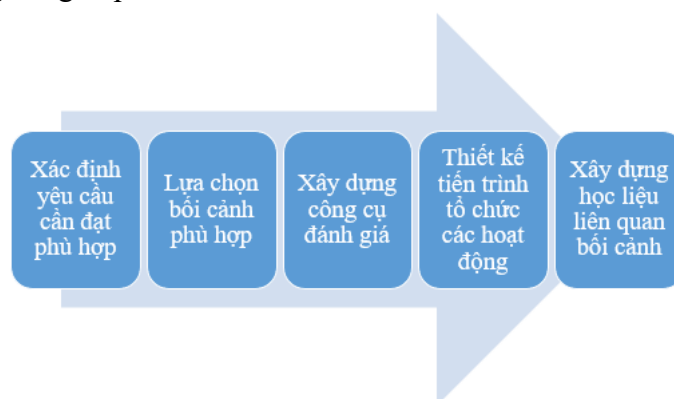 Xác định
yêu cầu
cần đạt
phù hợp
Lựa chọn
bối cảnh
phù hợp
Xây dựng
công cụ
đánh giá
Thiết kế
tiến trình
tổ chức
các hoạt
động
Xây dựng
học liệu
liên quan
bối cảnh